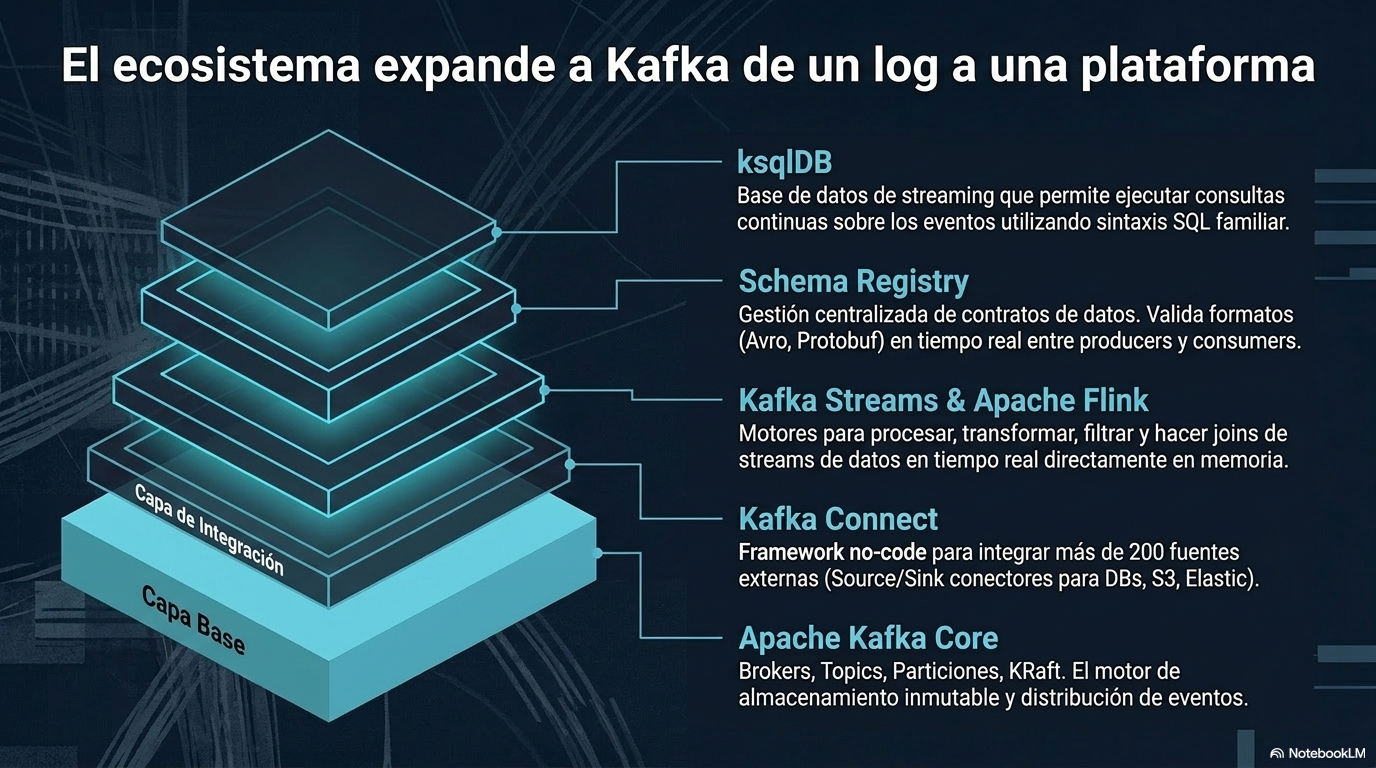 El ecosistema expande a Kafka de un log a una plataforma
ksqlDB
Base de datos de streaming que permite ejecutar consultas
continuas sobre los eventos utilizando sintaxis SQL familiar.
Schema Registry
Gestión centralizada de contratos de datos. Valida formatos
(Avro, Protobuf) en tiempo real entre producers y consumers.
Kafka Streams & Apache Flink
Motores para procesar, transformar, filtrar y hacer joins de
streams de datos en tiempo real directamente en memoria.
Kafka Connect
Framework no-code para integrar más de 200 fuentes
externas (Source/Sink conectores para DBs, S3, Elastic).
Apache Kafka Core
Brokers, Topics, Particiones, KRaft. El motor de
almacenamiento inmutable y distribución de eventos.
Capa de Integración
Capa Base
NotebookLM